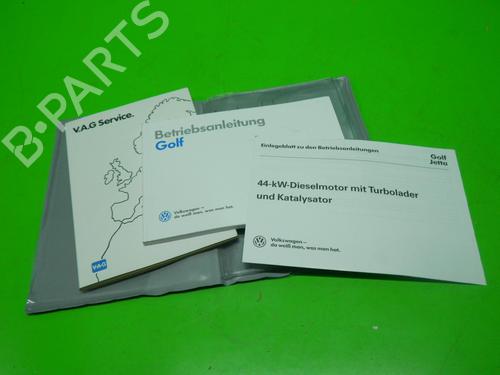 B-PARTS
V.A.G Service.
V·A·G
Betriebsanleitung
Golf
Volkswagen –
da weiß man, was man hat.
Einlegeblatt zu den Betriebsanleitungen
Golf
Jetta
44-kW-Dieselmotor mit Turbolader
und Katalysator
Volkswagen –
da weiß man, was man hat.